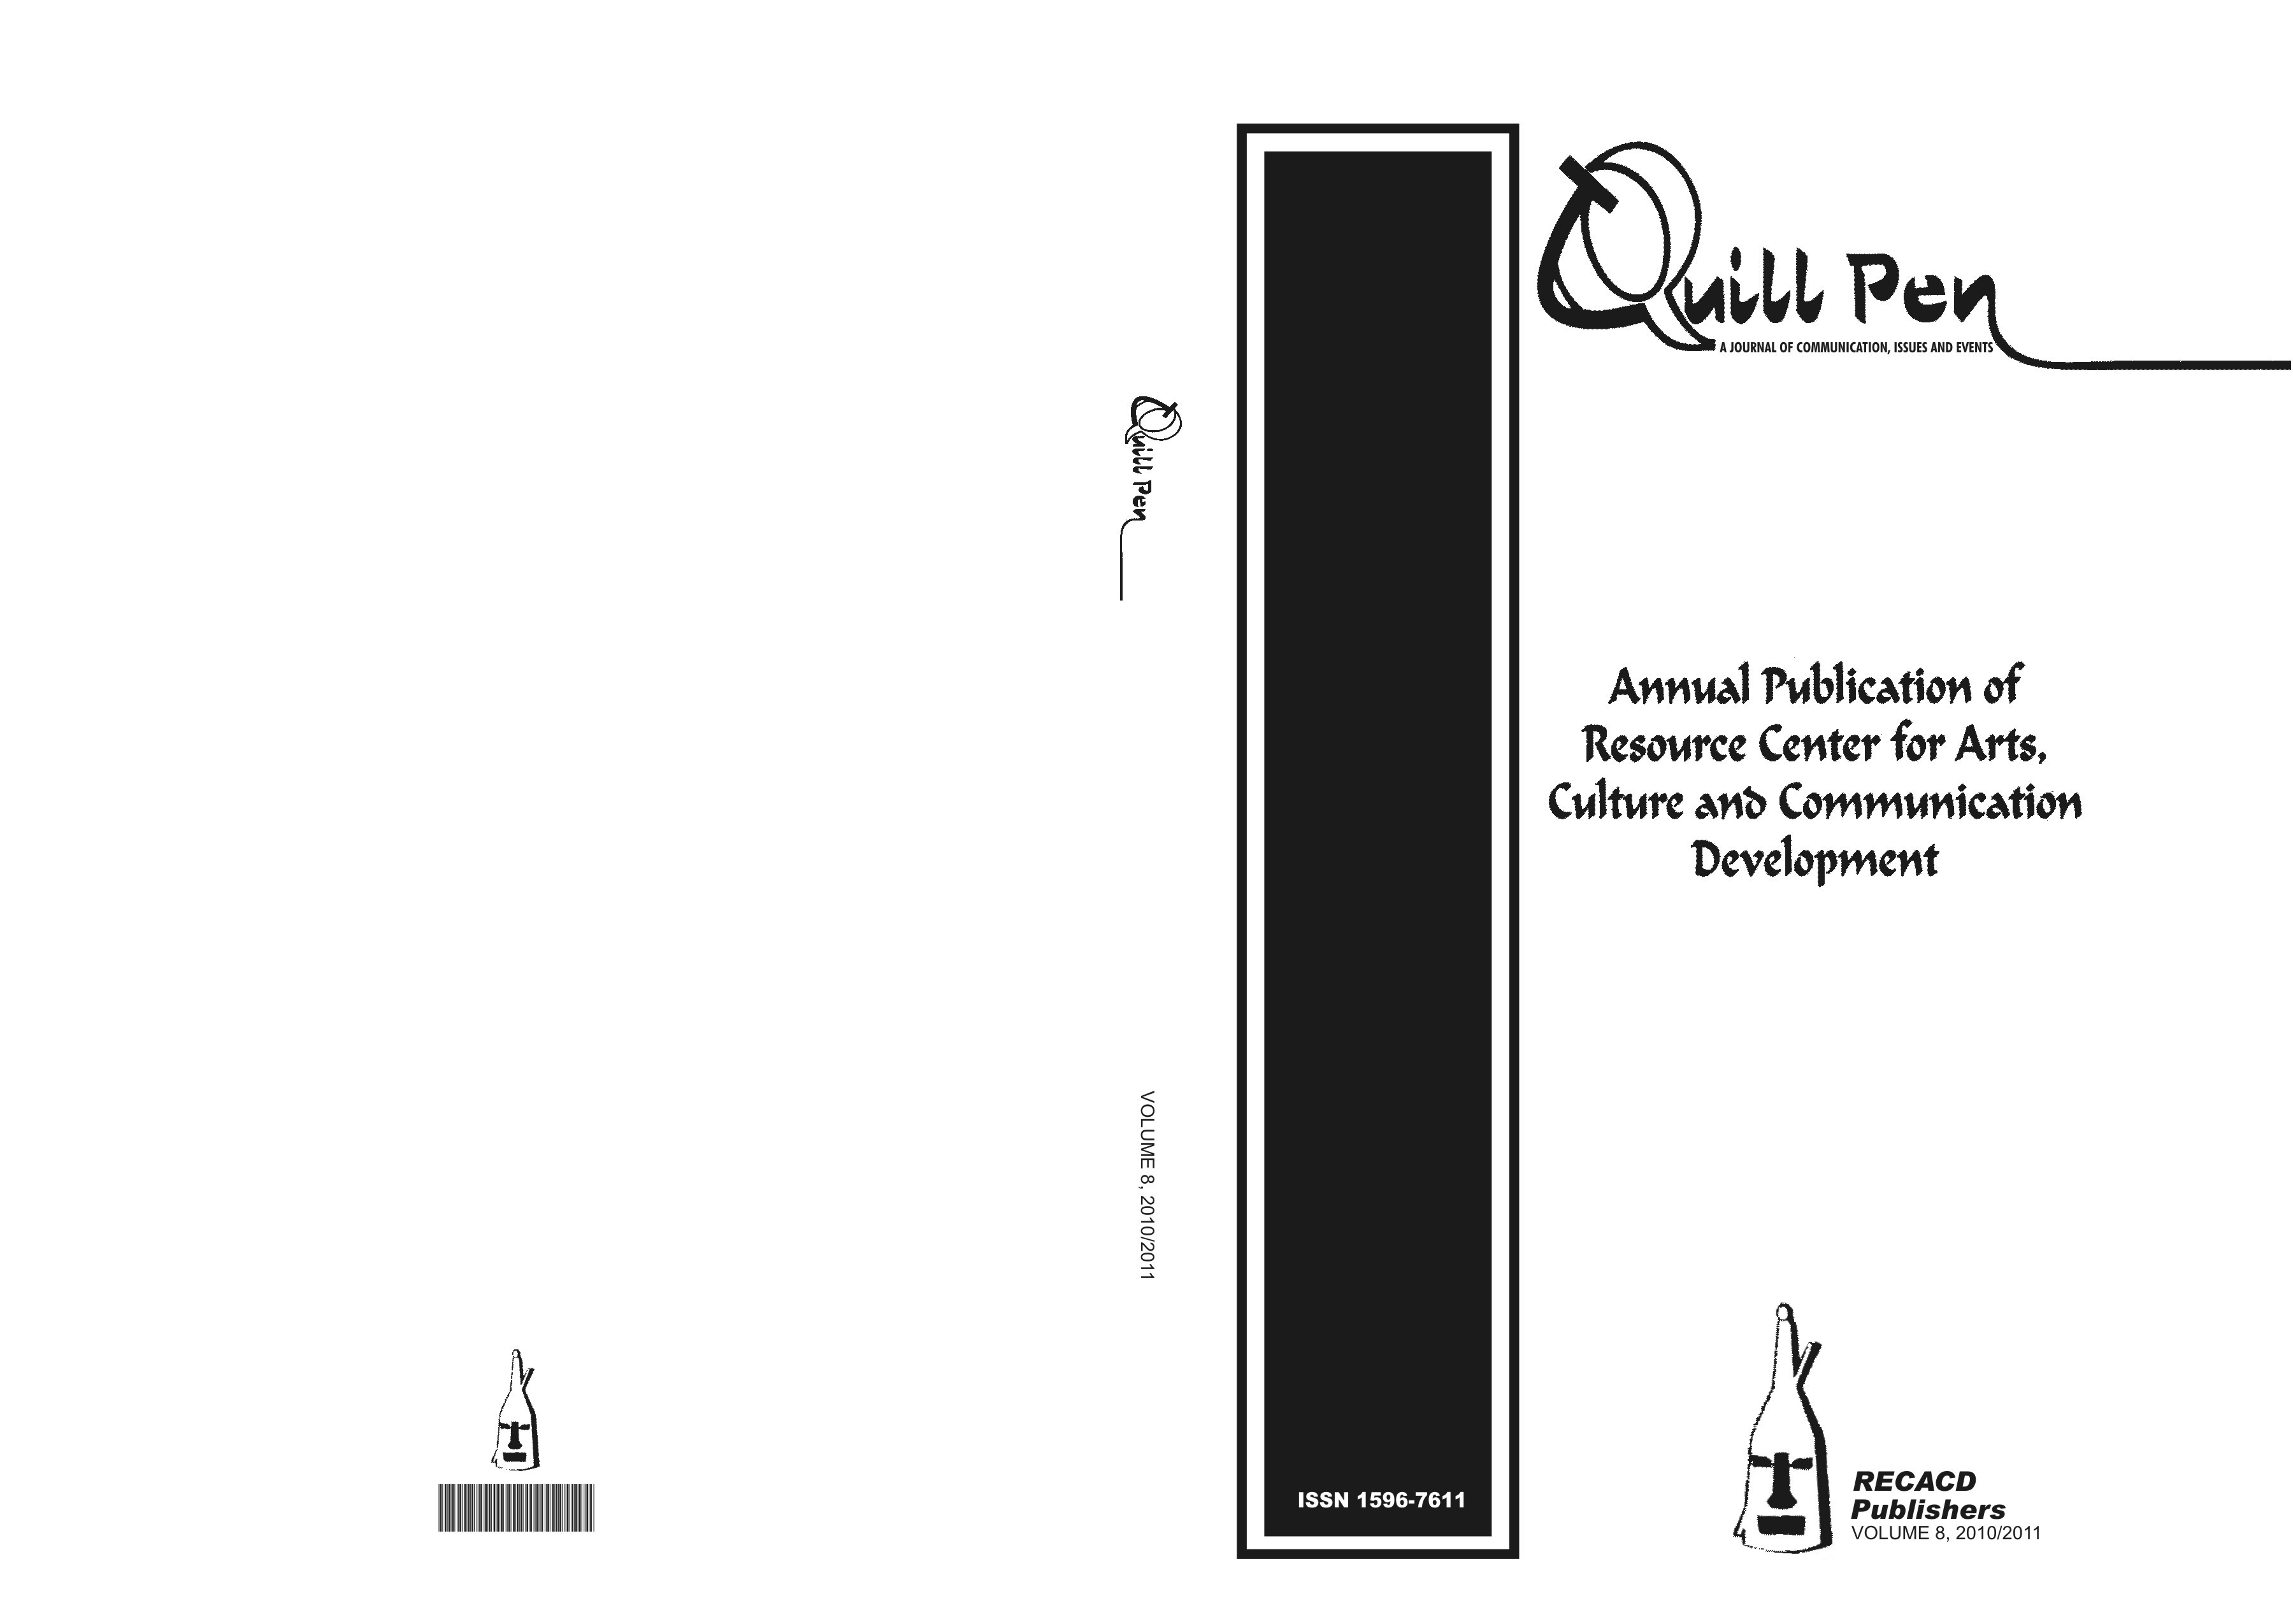 Quill Pen
VOLUME 8, 2010/2011
ISSN 1596-7611
Quill Pen
A JOURNAL OF COMMUNICATION, ISSUES AND EVENTS
Annual Publication of
Resource Center for Arts,
Culture and Communication
Development
RECACD
Publishers
VOLUME 8, 2010/2011